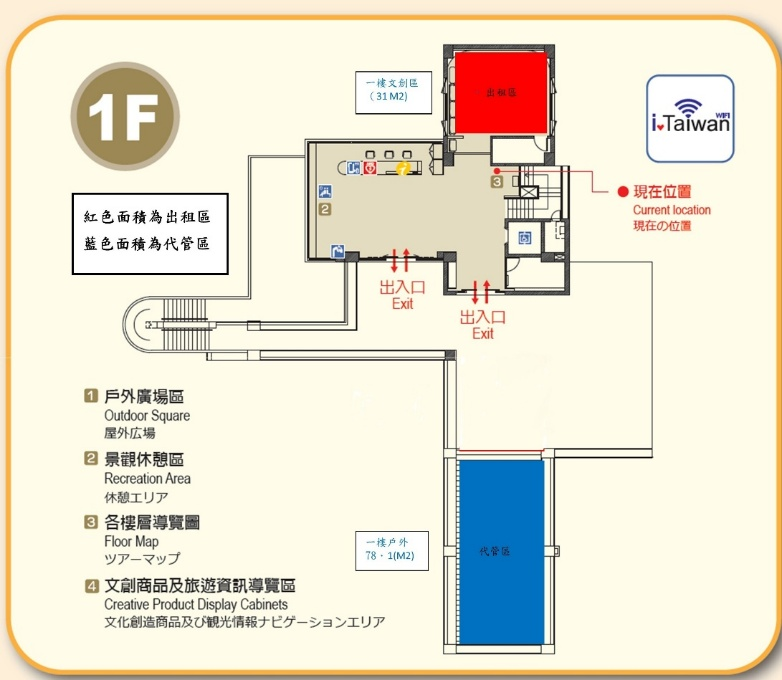 1F
一樓文創區
（31 M2)
出租區
WIFI
i Taiwan
紅色面積為出租區
藍色面積為代管區
2
3
現在位置
Current location
現在の位置
出入口
Exit
出入口
Exit
1 戶外廣場區
Outdoor Square
屋外広場
2 景觀休憩區
Recreation Area
休憩エリア
3 各樓層導覽圖
Floor Map
ツアーマップ
4 文創商品及旅遊資訊導覽區
Creative Product Display Cabinets
文化創造商品及び観光情報ナビゲーションエリア
一樓戶外
78．1(M2)
代管區